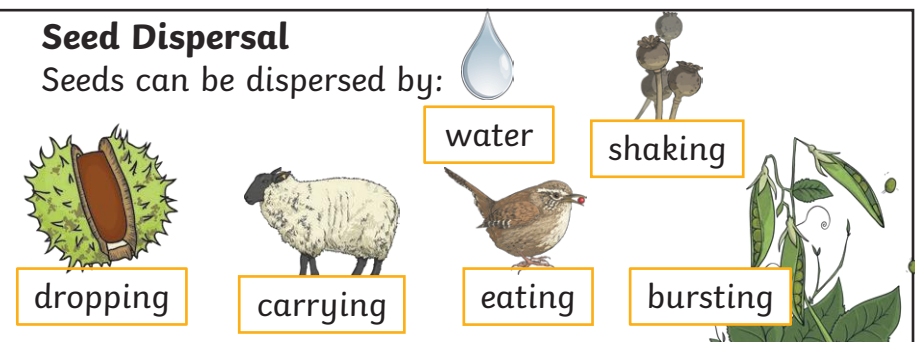 Seed Dispersal
Seeds can be dispersed by:
water
shaking
dropping
carrying
eating
bursting